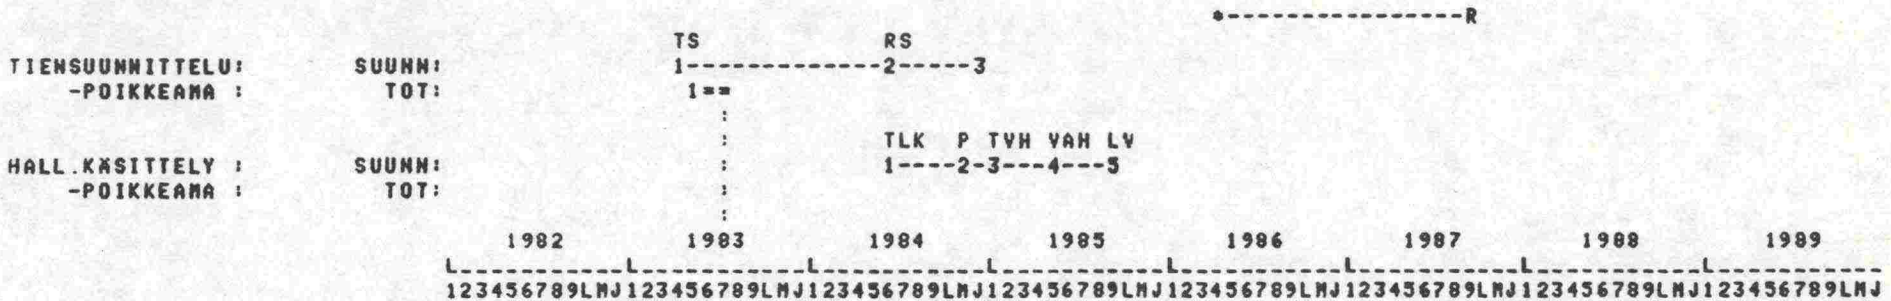 *----------------R
TS RS
TIENSUUNNITTELU: SUUNN: 1-------------2-----3
-POIKKEAMA : TOT: 1==
:
: TLK P TVH VAH LV
HALL.KÄSITTELY : SUUNN: : 1----2-3---4---5
-POIKKEAMA : TOT: :
:
1982 1983 1984 1985 1986 1987 1988 1989
L-----------L-----------L-----------L-----------L-----------L-----------L-----------L-----------
123456789LMJ123456789LMJ123456789LMJ123456789LMJ123456789LMJ123456789LMJ123456789LMJ123456789LMJ